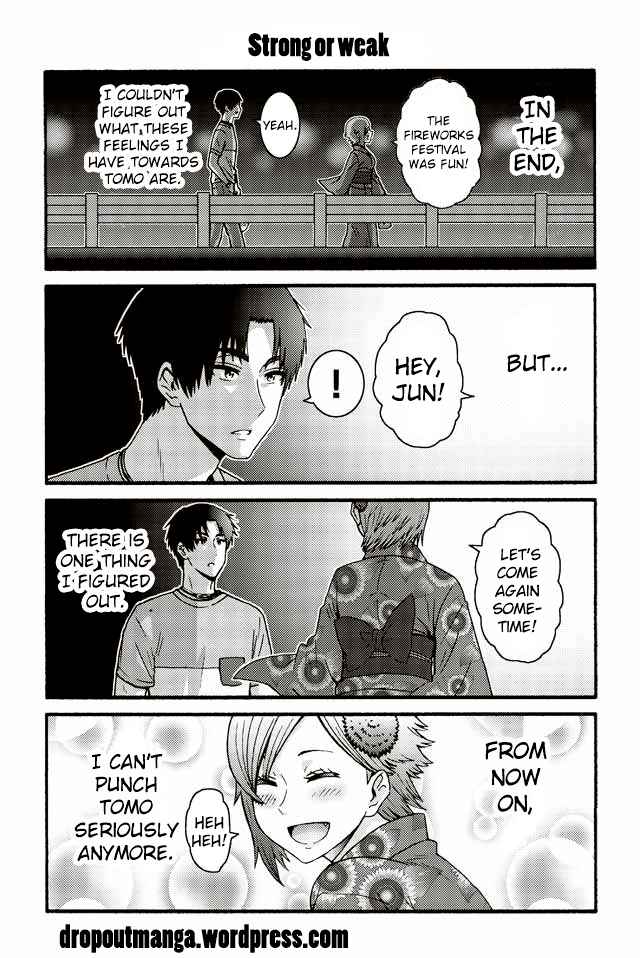 Strong or weak
IN
THE
END,
THE
FIREWORKS
FESTIVAL
WAS FUN!
YEAH.
I COULDN'T
FIGURE OUT
WHAT THESE
FEELINGS I
HAVE TOWARDS
TOMO ARE.
BUT...
HEY,
JUN!
!
LET'S
COME
AGAIN
SOME-
TIME!
THERE IS
ONE THING
I FIGURED
OUT.
FROM
NOW
ON,
HEH
HEH!
I CAN'T
PUNCH
TOMO
SERIOUSLY
ANYMORE.
dropoutmanga.wordpress.com